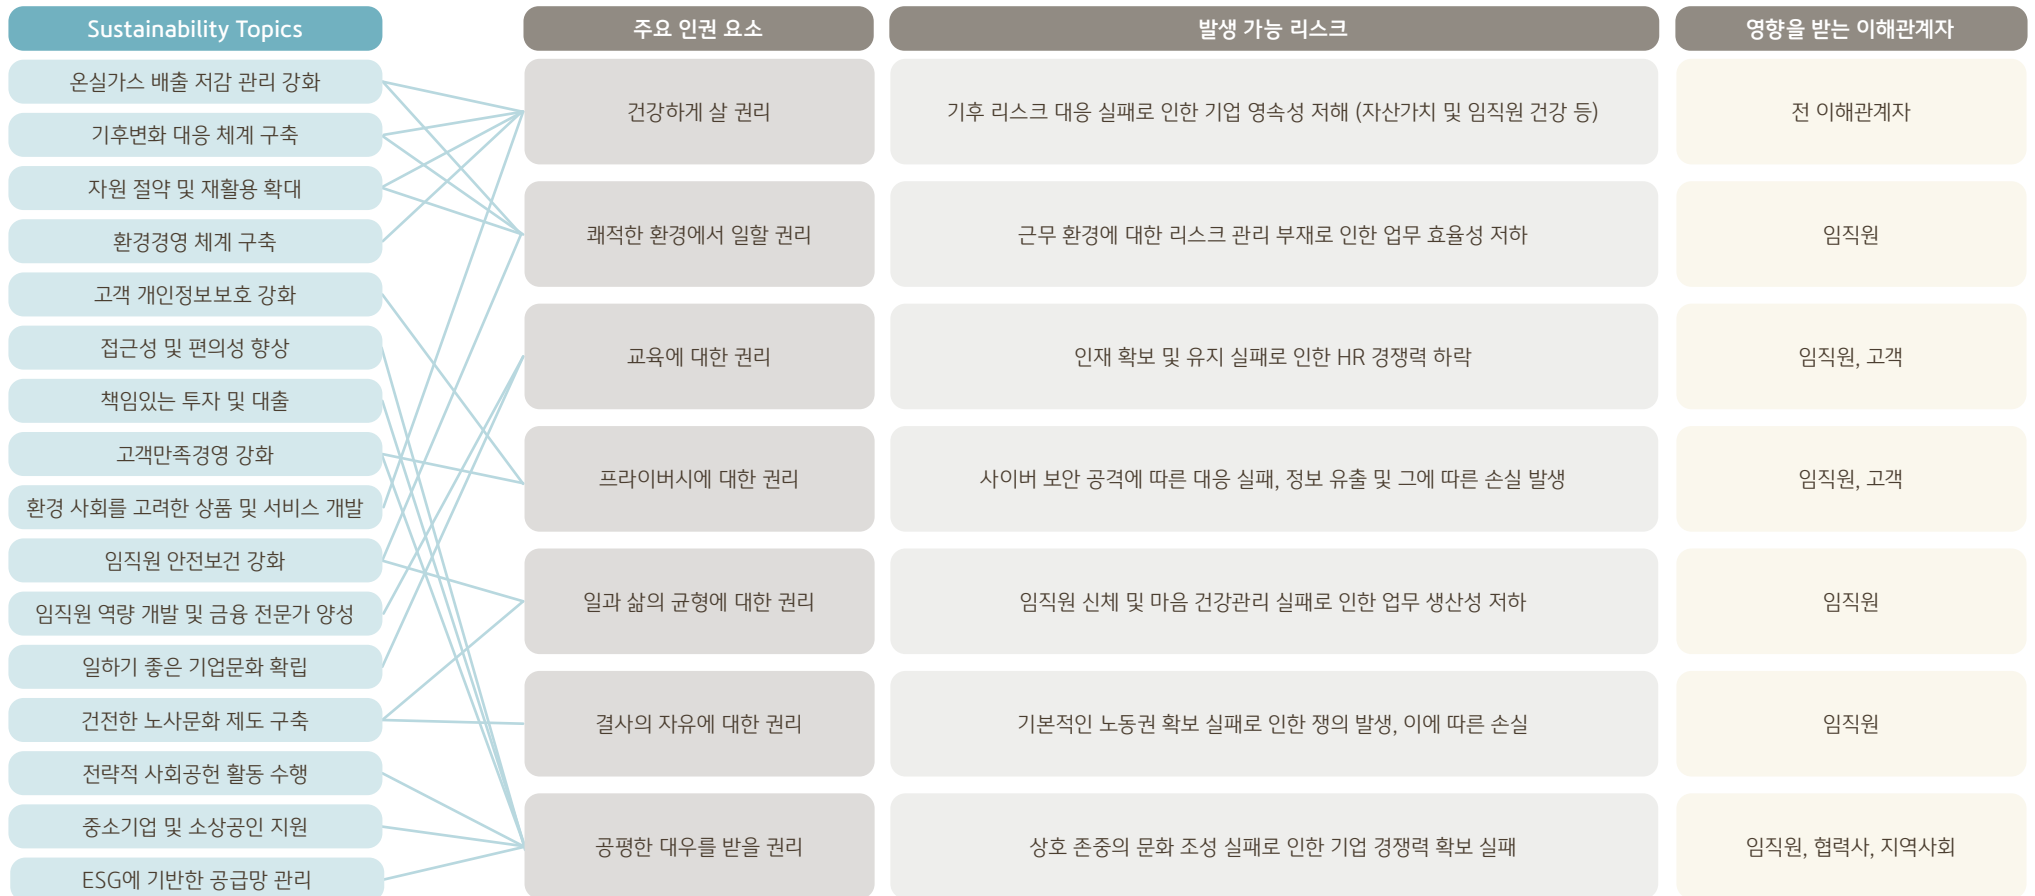 Sustainability Topics
온실가스 배출 저감 관리 강화
기후변화 대응 체계 구축
자원 절약 및 재활용 확대
환경경영 체계 구축
고객 개인정보보호 강화
접근성 및 편의성 향상
책임있는 투자 및 대출
고객만족경영 강화
환경 사회를 고려한 상품 및 서비스 개발
임직원 안전보건 강화
임직원 역량 개발 및 금융 전문가 양성
일하기 좋은 기업문화 확립
건전한 노사문화 제도 구축
전략적 사회공헌 활동 수행
중소기업 및 소상공인 지원
ESG에 기반한 공급망 관리
주요 인권 요소
발생 가능 리스크
영향을 받는 이해관계자
건강하게 살 권리
기후 리스크 대응 실패로 인한 기업 영속성 저해 (자산가치 및 임직원 건강 등)
전 이해관계자
쾌적한 환경에서 일할 권리
근무 환경에 대한 리스크 관리 부재로 인한 업무 효율성 저하
임직원
교육에 대한 권리
인재 확보 및 유지 실패로 인한 HR 경쟁력 하락
임직원, 고객
프라이버시에 대한 권리
사이버 보안 공격에 따른 대응 실패, 정보 유출 및 그에 따른 손실 발생
임직원, 고객
일과 삶의 균형에 대한 권리
임직원 신체 및 마음 건강관리 실패로 인한 업무 생산성 저하
임직원
결사의 자유에 대한 권리
기본적인 노동권 확보 실패로 인한 쟁의 발생, 이에 따른 손실
임직원
공평한 대우를 받을 권리
상호 존중의 문화 조성 실패로 인한 기업 경쟁력 확보 실패
임직원, 협력사, 지역사회